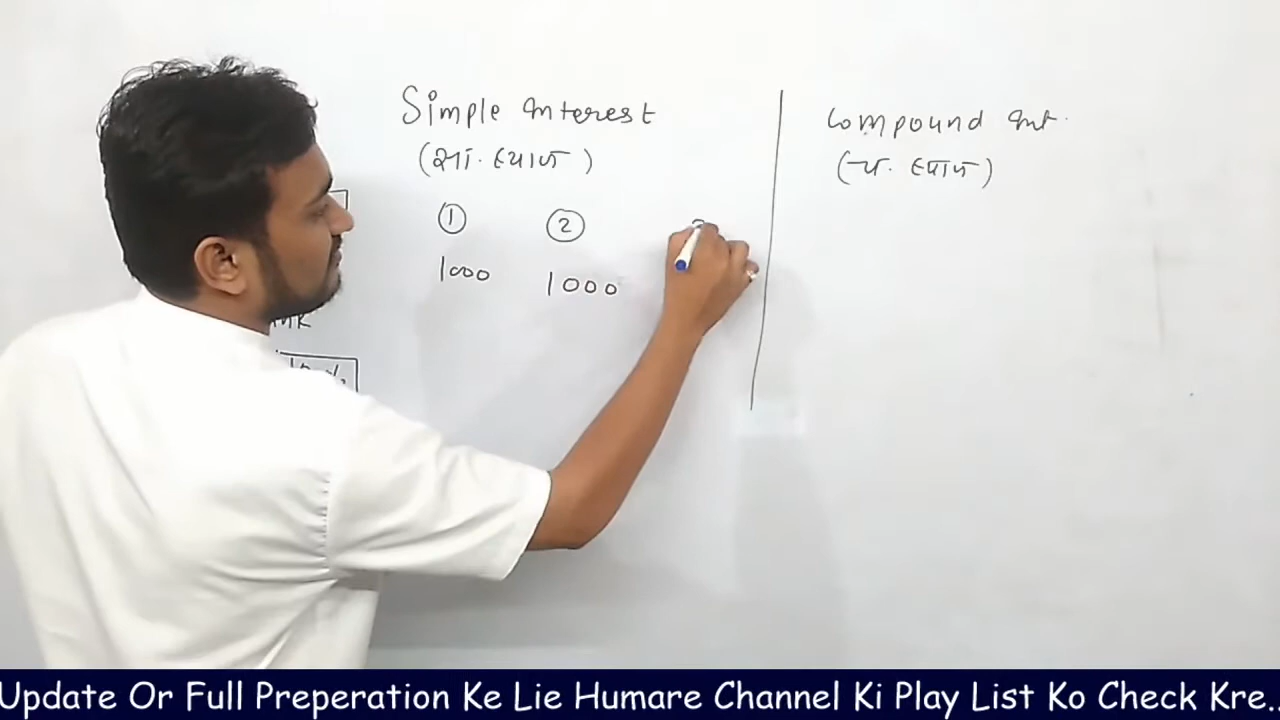 Simple Interest
(सा. ब्याज)
① ②
1000 1000
Compound Int.
(च. ब्याज)
Update Or Full Preperation Ke Lie Humare Channel Ki Play List Ko Check Kre..